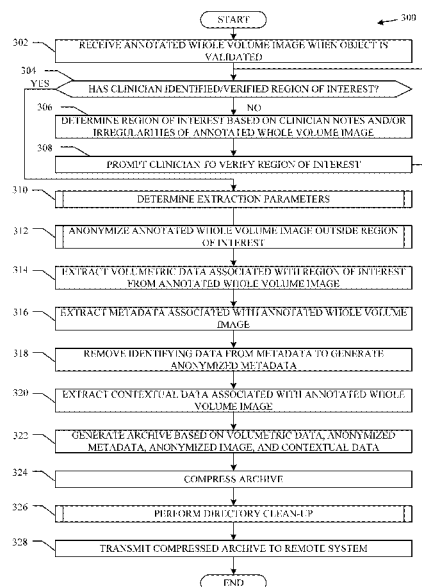 START
300
302
RECEIVE ANNOTATED WHOLE VOLUME IMAGE WHEN OBJECT IS
VALIDATED
304
YES
HAS CLINICIAN IDENTIFIED/VERIFIED REGION OF INTEREST?
NO
306
DETERMINE REGION OF INTEREST BASED ON CLINICIAN NOTES AND/OR
IRREGULARITIES OF ANNOTATED WHOLE VOLUME IMAGE
308
PROMPT CLINICIAN TO VERIFY REGION OF INTEREST
310
DETERMINE EXTRACTION PARAMETERS
312
ANONYMIZE ANNOTATED WHOLE VOLUME IMAGE OUTSIDE REGION
OF INTEREST
314
EXTRACT VOLUMETRIC DATA ASSOCIATED WITH REGION OF INTEREST
FROM ANNOTATED WHOLE VOLUME IMAGE
316
EXTRACT METADATA ASSOCIATED WITH ANNOTATED WHOLE VOLUME
IMAGE
318
REMOVE IDENTIFYING DATA FROM METADATA TO GENERATE
ANONYMIZED METADATA
320
EXTRACT CONTEXTUAL DATA ASSOCIATED WITH ANNOTATED WHOLE
VOLUME IMAGE
322
GENERATE ARCHIVE BASED ON VOLUMETRIC DATA, ANONYMIZED
METADATA, ANONYMIZED IMAGE, AND CONTEXTUAL DATA
324
COMPRESS ARCHIVE
326
PERFORM DIRECTORY CLEAN-UP
328
TRANSMIT COMPRESSED ARCHIVE TO REMOTE SYSTEM
END